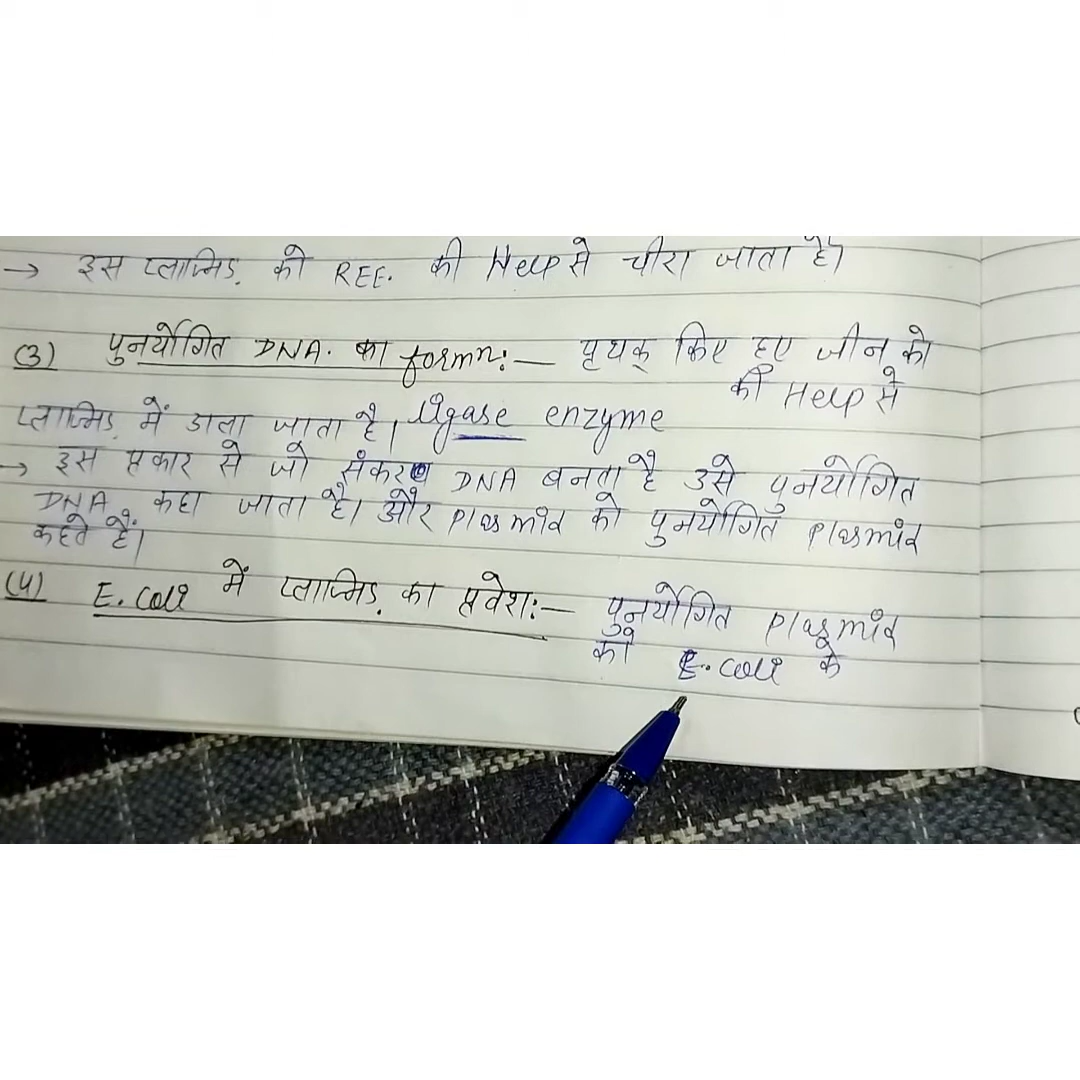 → इस प्लाज्मिड को REE. की Help से चीरा जाता है।
(3) पुनर्योगित DNA. का formn:— पृथक् किए हुए जीन को
प्लाज्मिड में डाला जाता है। ligase enzyme की Help से
→ इस प्रकार से जो संकरण DNA बनता है उसे पुनर्योगित
DNA कहा जाता है। और plasmid को पुनर्योगित plasmid
कहते हैं।
(4) E. coli में प्लाज्मिड का प्रवेश:— पुनर्योगित plasmid
को E. coli के